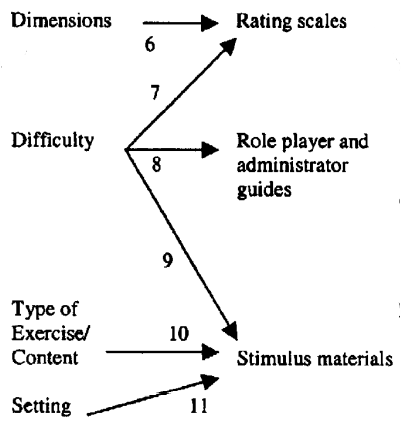 Dimensions
Rating scales
6
7
Difficulty
Role player and
administrator
guides
8
9
Type of
Exercise/
Content
10
Stimulus materials
Setting
11